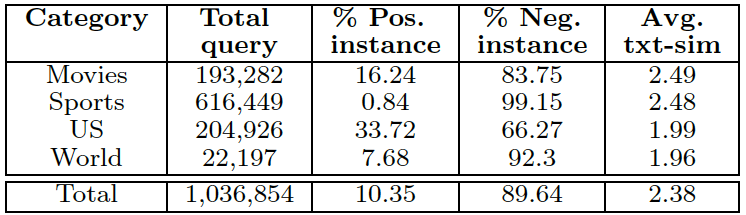 Category Total query % Pos. instance % Neg. instance Avg. txt-sim
Movies 193,282 16.24 83.75 2.49
Sports 616,449 0.84 99.15 2.48
US 204,926 33.72 66.27 1.99
World 22,197 7.68 92.3 1.96
Total 1,036,854 10.35 89.64 2.38